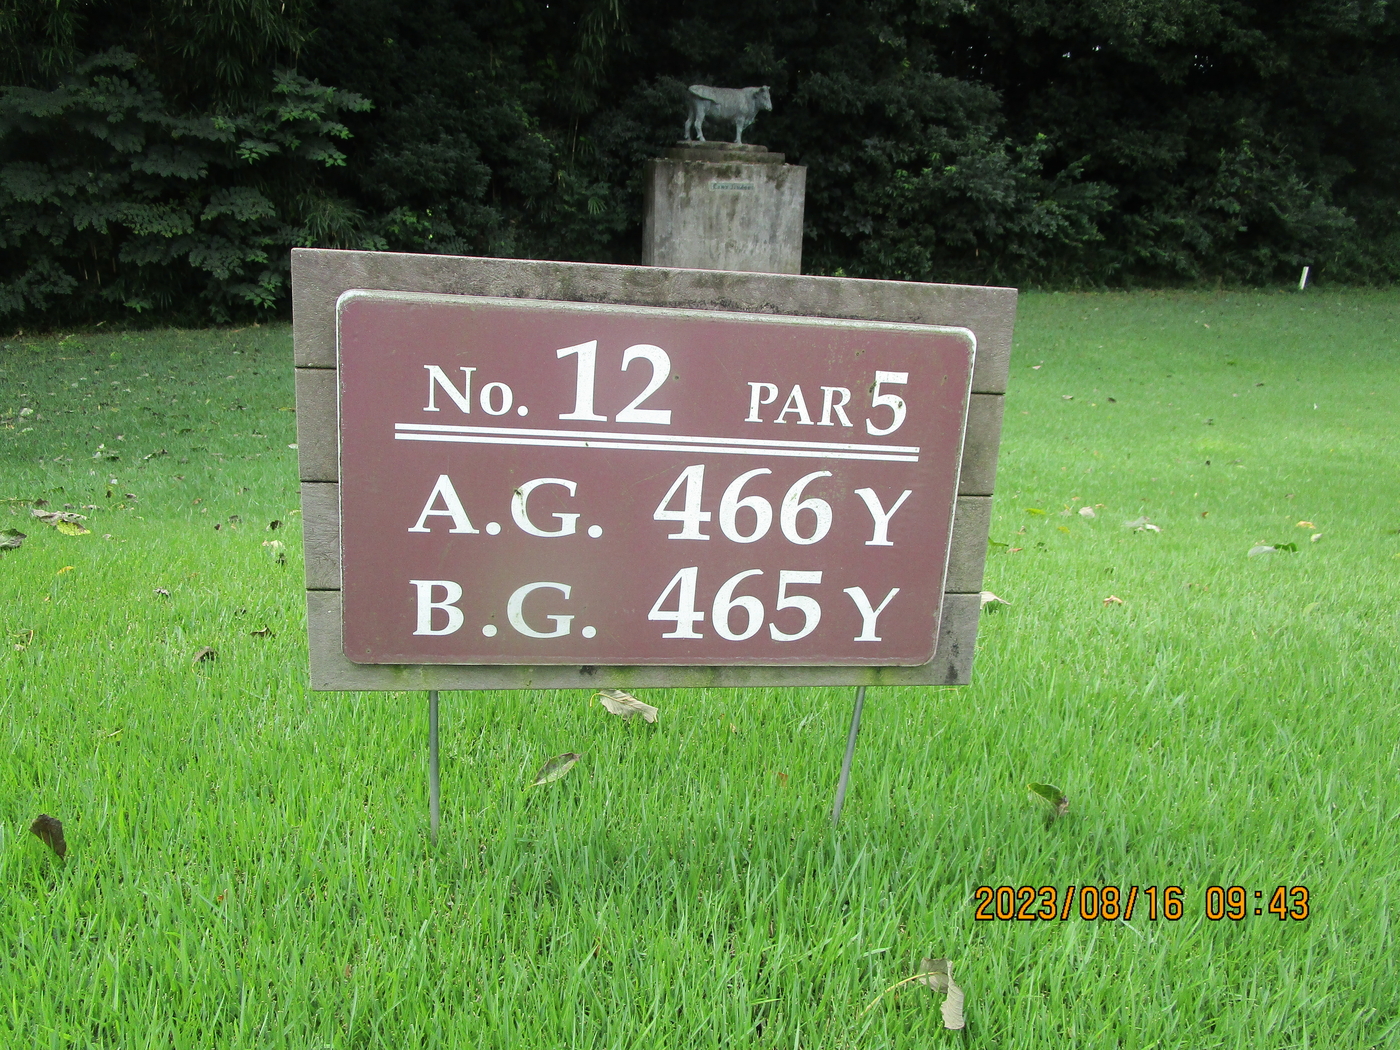 No. 12 PAR 5
A.G. 466 Y
B.G. 465 Y
2023/08/16 09:43